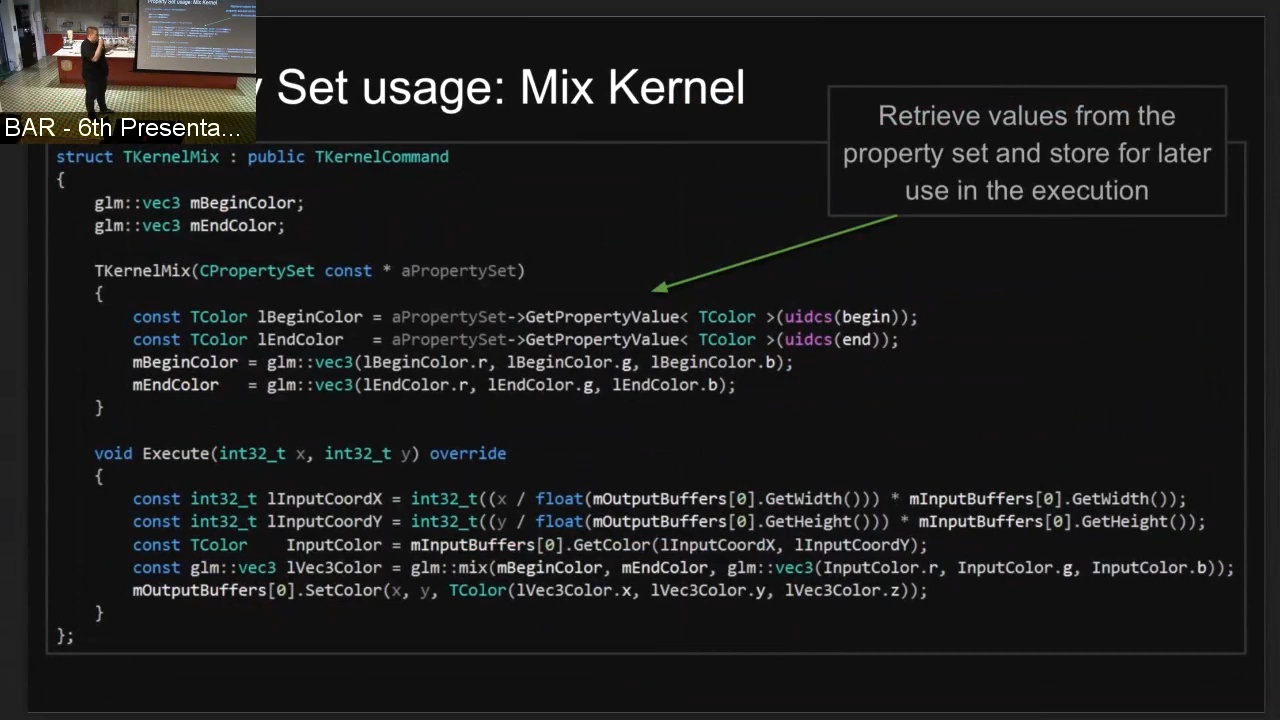 Property Set usage: Mix Kernel
y Set usage: Mix Kernel
BAR - 6th Presenta...
Retrieve values from the
property set and store for later
use in the execution
struct TKernelMix : public TKernelCommand
{
glm::vec3 mBeginColor;
glm::vec3 mEndColor;
TKernelMix(CPropertySet const * aPropertySet)
{
const TColor lBeginColor = aPropertySet->GetPropertyValue< TColor >(uidcs(begin));
const TColor lEndColor   = aPropertySet->GetPropertyValue< TColor >(uidcs(end));
mBeginColor = glm::vec3(lBeginColor.r, lBeginColor.g, lBeginColor.b);
mEndColor   = glm::vec3(lEndColor.r, lEndColor.g, lEndColor.b);
}
void Execute(int32_t x, int32_t y) override
{
const int32_t lInputCoordX = int32_t((x / float(mOutputBuffers[0].GetWidth())) * mInputBuffers[0].GetWidth());
const int32_t lInputCoordY = int32_t((y / float(mOutputBuffers[0].GetHeight())) * mInputBuffers[0].GetHeight());
const TColor    InputColor = mInputBuffers[0].GetColor(lInputCoordX, lInputCoordY);
const glm::vec3 lVec3Color = glm::mix(mBeginColor, mEndColor, glm::vec3(InputColor.r, InputColor.g, InputColor.b));
mOutputBuffers[0].SetColor(x, y, TColor(lVec3Color.x, lVec3Color.y, lVec3Color.z));
}
};